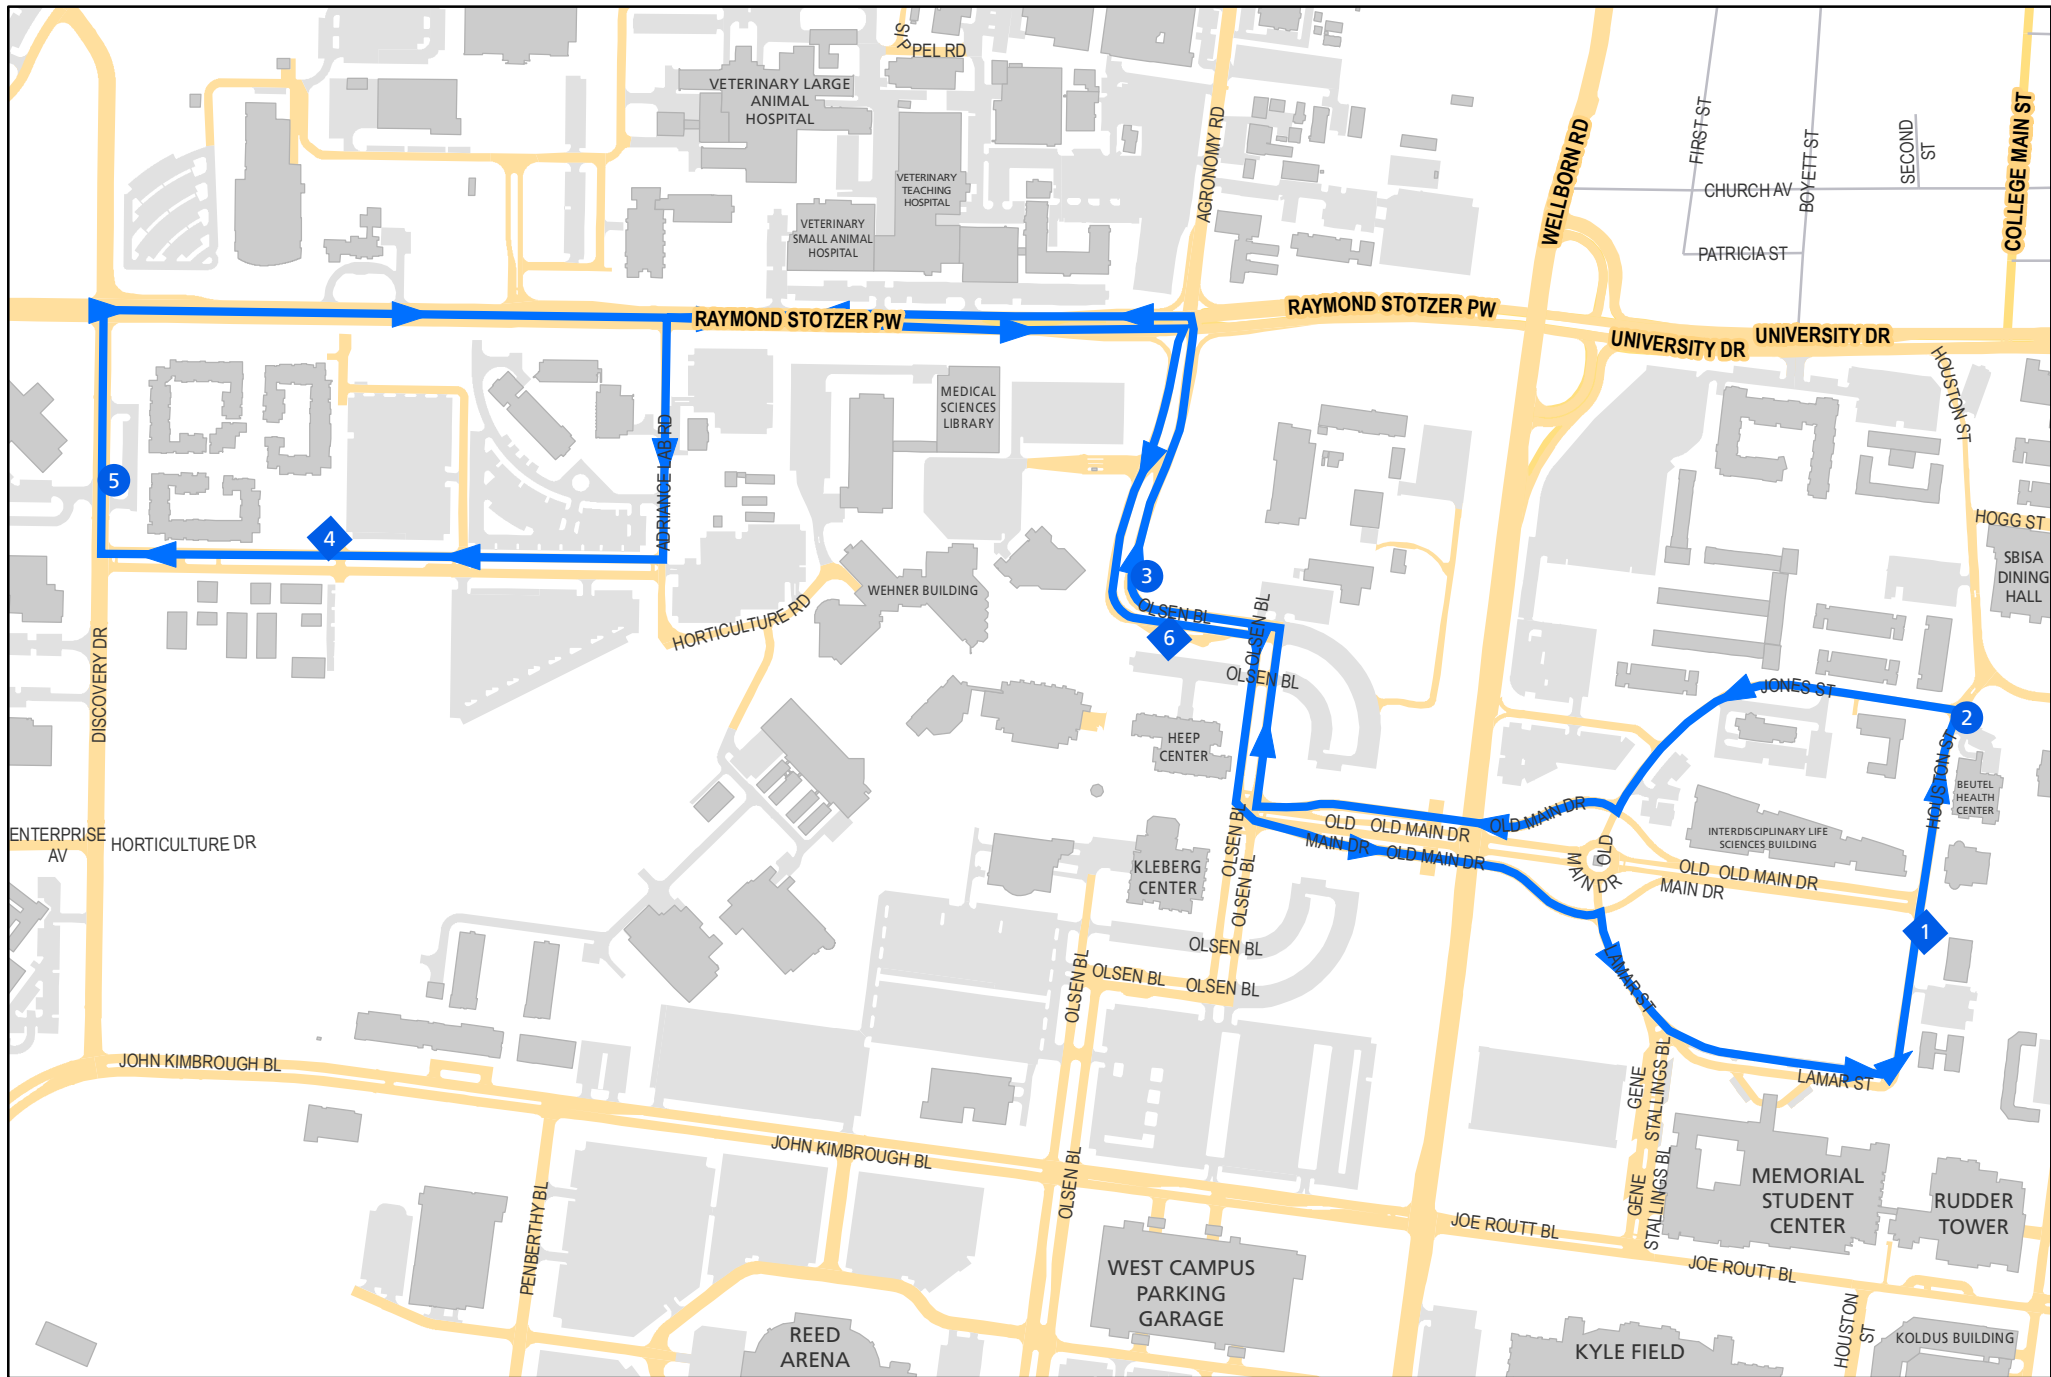 SIP
PEL RD
VETERINARY LARGE
ANIMAL
HOSPITAL
VETERINARY
TEACHING
HOSPITAL
VETERINARY
SMALL ANIMAL
HOSPITAL
AGRONOMY RD
WELLBORN RD
FIRST ST
BOYETT ST
SECOND
ST
COLLEGE MAIN ST
CHURCH AV
PATRICIA ST
RAYMOND STOTZER PW
RAYMOND STOTZER PW
UNIVERSITY DR
UNIVERSITY DR
HOUSTON ST
MEDICAL
SCIENCES
LIBRARY
ADRIANCE LAB RD
5
4
3
6
HOGG ST
SBISA
DINING
HALL
WEHNER BUILDING
HORTICULTURE RD
OLSEN BL
OLSEN BL
OLSEN BL
DISCOVERY DR
JONES ST
2
HOUSTON ST
HEEP
CENTER
BEUTEL
HEALTH
CENTER
ENTERPRISE
AV
HORTICULTURE DR
OLSEN BL
OLSEN BL
OLD
MAIN DR
OLD MAIN DR
OLD MAIN DR
OLD MAIN DR
OLD
MAIN DR
INTERDISCIPLINARY LIFE
SCIENCES BUILDING
OLD
MAIN DR
OLD MAIN DR
KLEBERG
CENTER
1
OLSEN BL
OLSEN BL
OLSEN BL
OLSEN BL
LAMAR ST
LAMAR ST
GENE
STALLINGS BL
GENE
STALLINGS BL
JOHN KIMBROUGH BL
JOHN KIMBROUGH BL
PENBERTHY BL
OLSEN BL
JOE ROUTT BL
JOE ROUTT BL
MEMORIAL
STUDENT
CENTER
RUDDER
TOWER
WEST CAMPUS
PARKING
GARAGE
REED
ARENA
KYLE FIELD
HOUSTON
ST
KOLDUS BUILDING